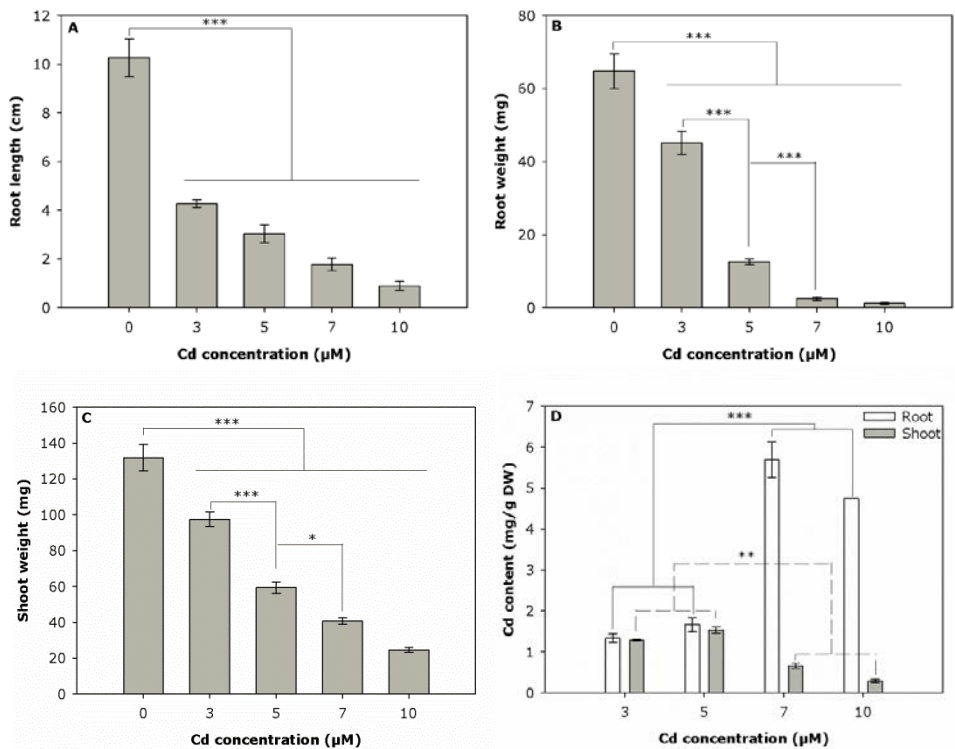 A
Root length (cm)
12
10
8
6
4
2
0
***
0 3 5 7 10
Cd concentration (µM)
B
Root weight (mg)
80
60
40
20
0
***
***
***
0 3 5 7 10
Cd concentration (µM)
C
Shoot weight (mg)
160
140
120
100
80
60
40
20
0
***
***
*
0 3 5 7 10
Cd concentration (µM)
D
Cd content (mg/g DW)
7
6
5
4
3
2
1
0
***
Root
Shoot
**
3 5 7 10
Cd concentration (µM)